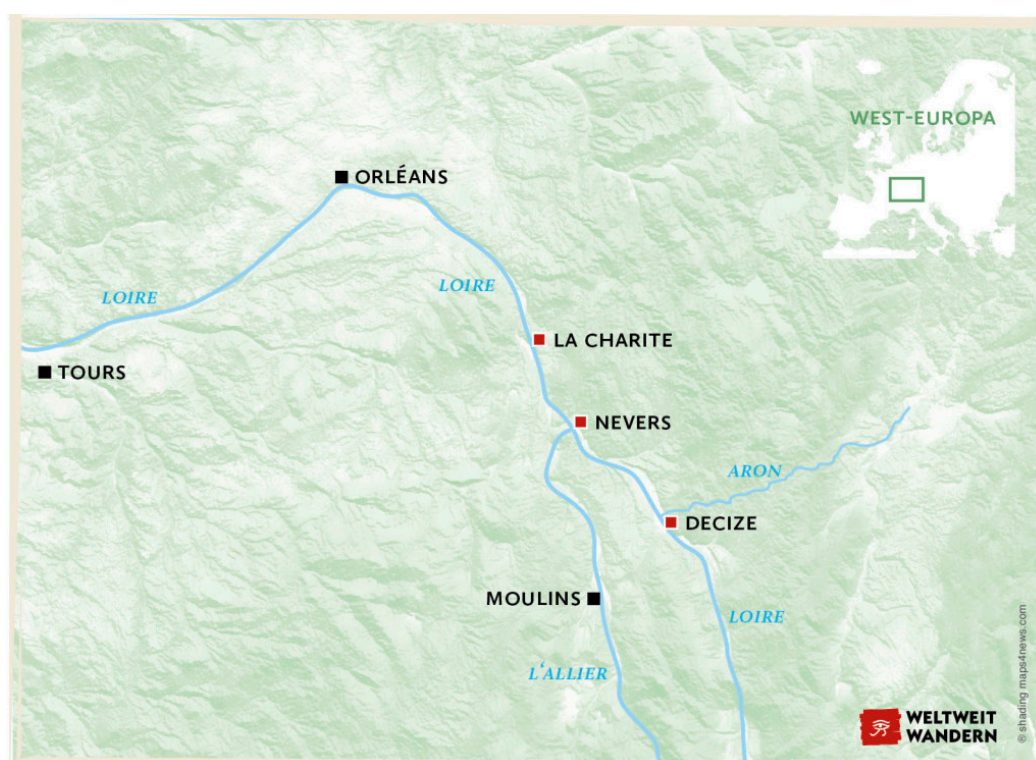 WEST-EUROPA
ORLÉANS
LOIRE
LOIRE
LA CHARITE
TOURS
NEVERS
ARON
DECIZE
MOULINS
LOIRE
L'ALLIER
WELTWEIT
WANDERN
® shading maps4news.com